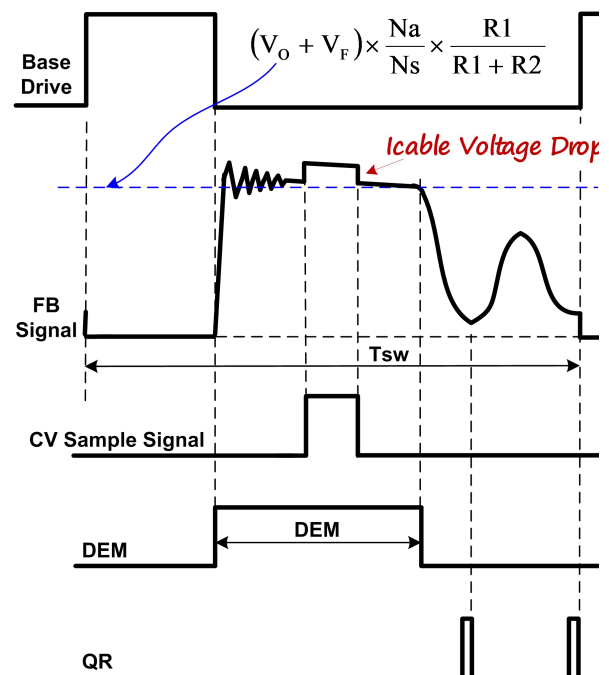 Base
Drive
(V_O + V_F) × Na/Ns × R1/(R1 + R2)
Icable Voltage Drop
FB
Signal
Tsw
CV Sample Signal
DEM
DEM
QR